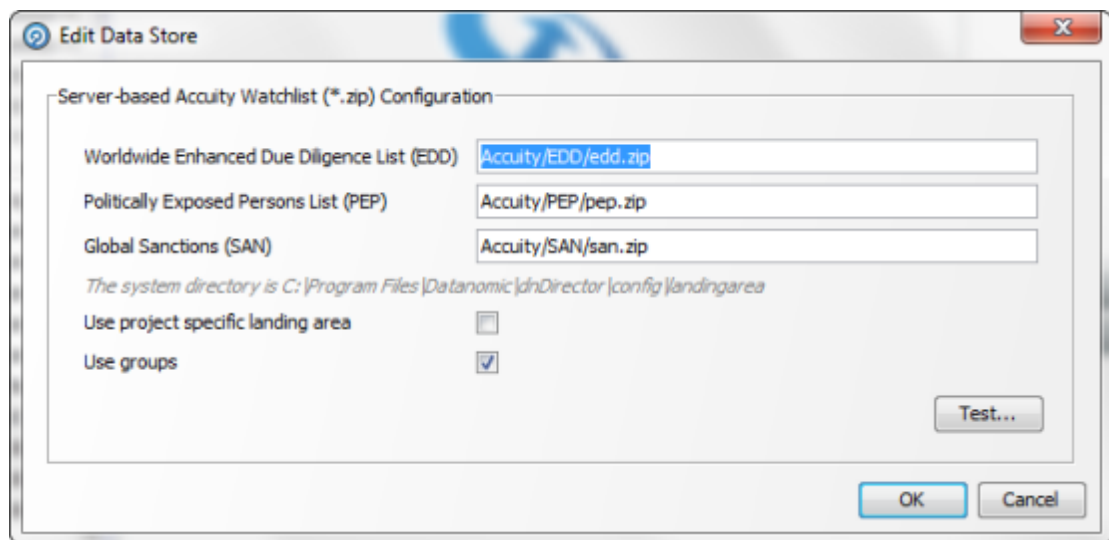 Edit Data Store
Server-based Accuity Watchlist (*.zip) Configuration
Worldwide Enhanced Due Diligence List (EDD) Accuity/EDD/edd.zip
Politically Exposed Persons List (PEP) Accuity/PEP/pep.zip
Global Sanctions (SAN) Accuity/SAN/san.zip
The system directory is C:\Program Files\Datanomic\dnDirector\config\landingarea
Use project specific landing area
Use groups
Test...
OK Cancel